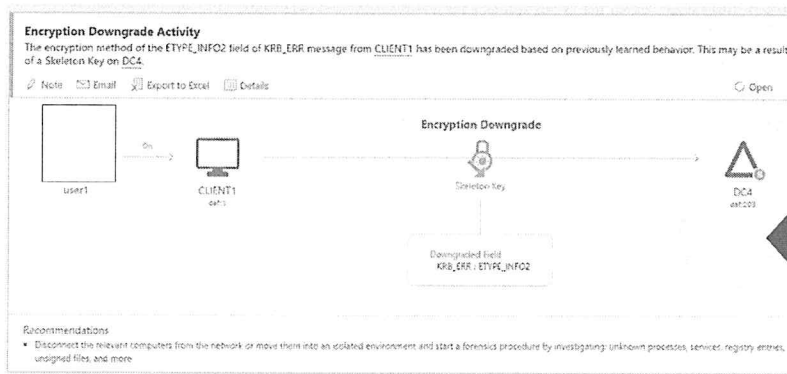 Encryption Downgrade Activity
The encryption method of the ETYPE_INFO2 field of KRB_ERR message from CLIENT1 has been downgraded based on previously learned behavior. This may be a result
of a Skeleton Key on DC4.
Note Email Export to Excel Details Open
Encryption Downgrade
On
Skeleton Key
user1
CLIENT1
DC4
Downgraded Field
KRB_ERR / ETYPE_INFO2
Recommendations
▪ Disconnect the relevant computers from the network or move them into an isolated environment and start a forensics procedure by investigating: unknown processes, services, registry entries,
unsigned files, and more